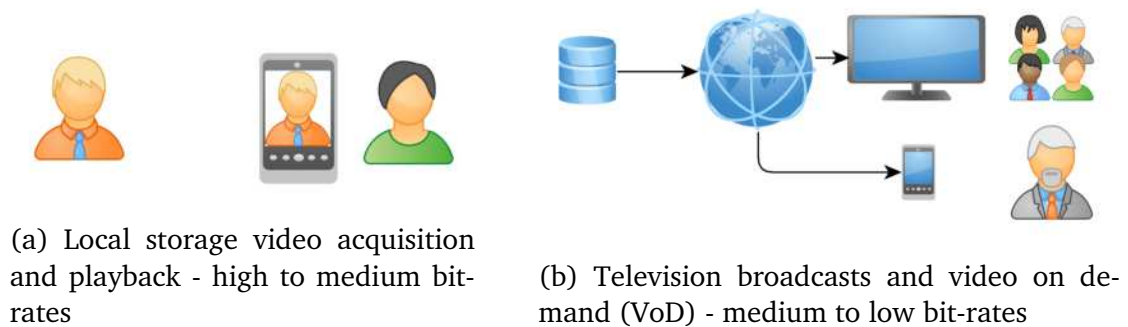 (a) Local storage video acquisition
and playback - high to medium bit-
rates
(b) Television broadcasts and video on de-
mand (VoD) - medium to low bit-rates